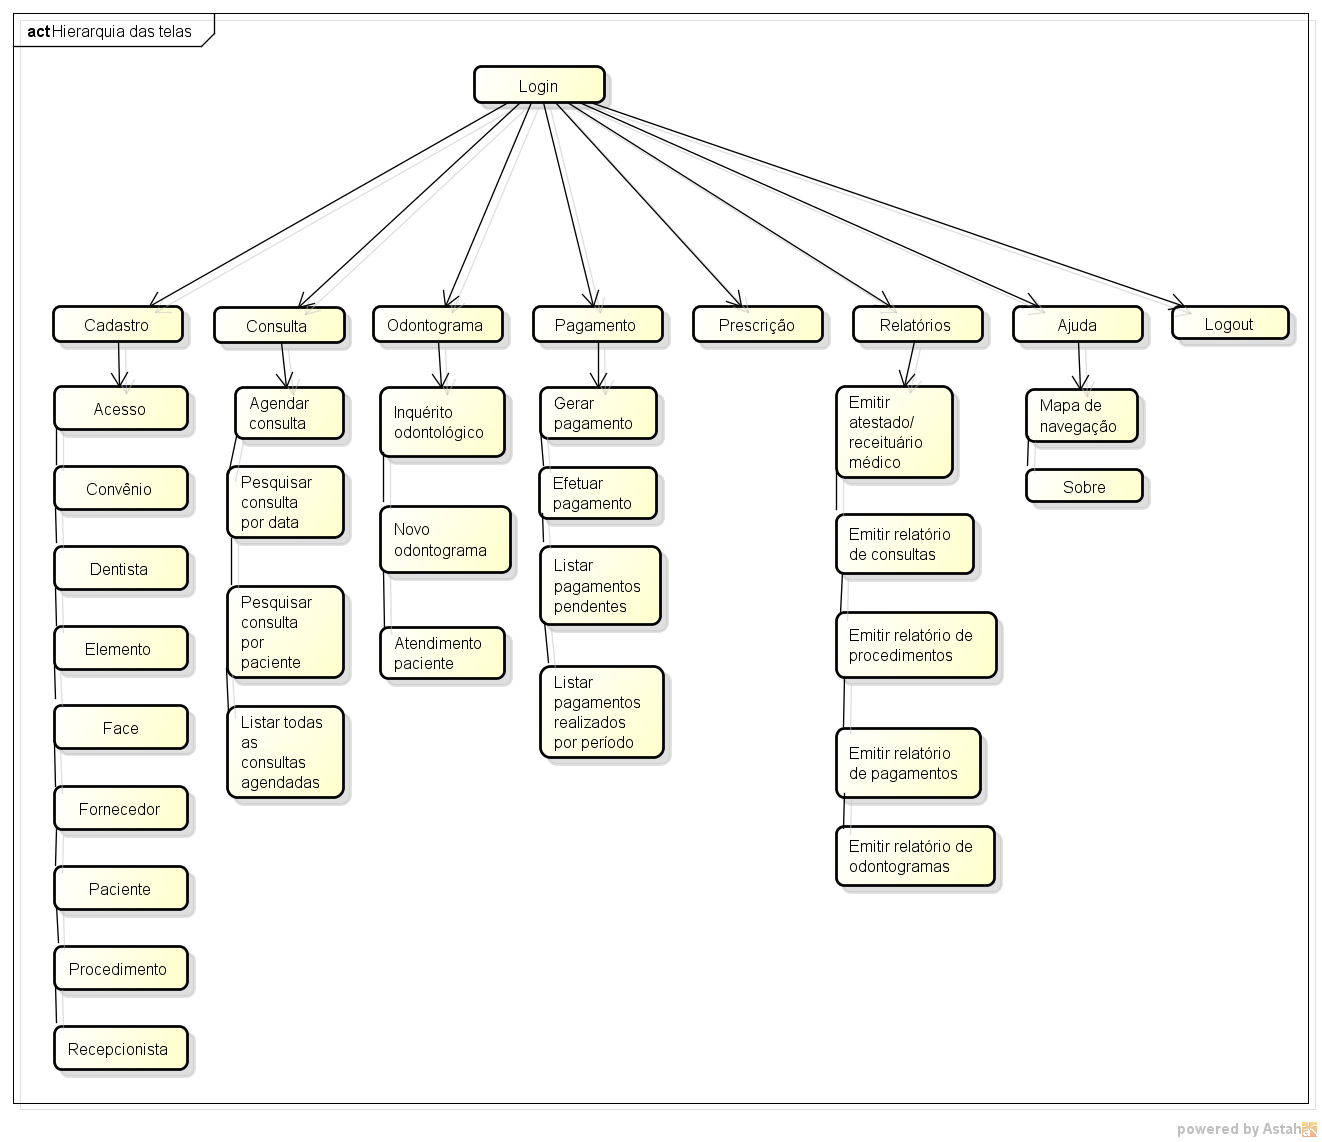 act Hierarquia das telas
Login
Cadastro
Consulta
Odontograma
Pagamento
Prescrição
Relatórios
Ajuda
Logout
Acesso
Convênio
Dentista
Elemento
Face
Fornecedor
Paciente
Procedimento
Recepcionista
Agendar
consulta
Pesquisar
consulta
por data
Pesquisar
consulta
por
paciente
Listar todas
as
consultas
agendadas
Inquérito
odontológico
Novo
odontograma
Atendimento
paciente
Gerar
pagamento
Efetuar
pagamento
Listar
pagamentos
pendentes
Listar
pagamentos
realizados
por período
Emitir
atestado/
receituário
médico
Emitir relatório
de consultas
Emitir relatório de
procedimentos
Emitir relatório
de pagamentos
Emitir relatório de
odontogramas
Mapa de
navegação
Sobre
powered by Astah